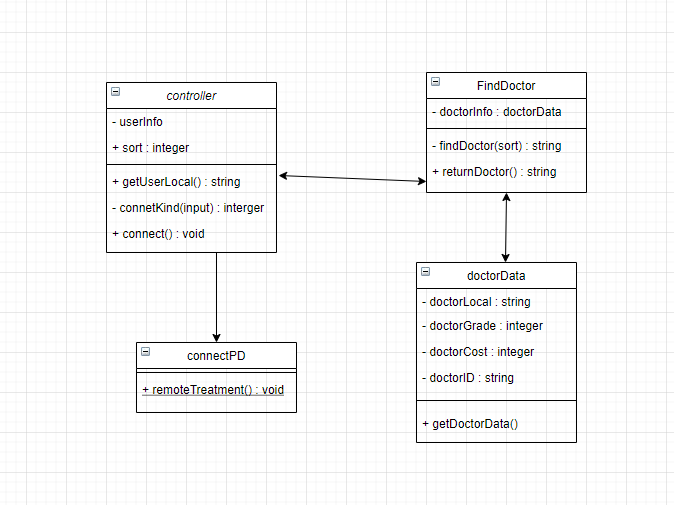 controller
- userInfo
+ sort : integer
+ getUserLocal() : string
- connetKind(input) : interger
+ connect() : void
FindDoctor
- doctorInfo : doctorData
- findDoctor(sort) : string
+ returnDoctor() : string
connectPD
+ remoteTreatment() : void
doctorData
- doctorLocal : string
- doctorGrade : integer
- doctorCost : integer
- doctorID : string
+ getDoctorData()